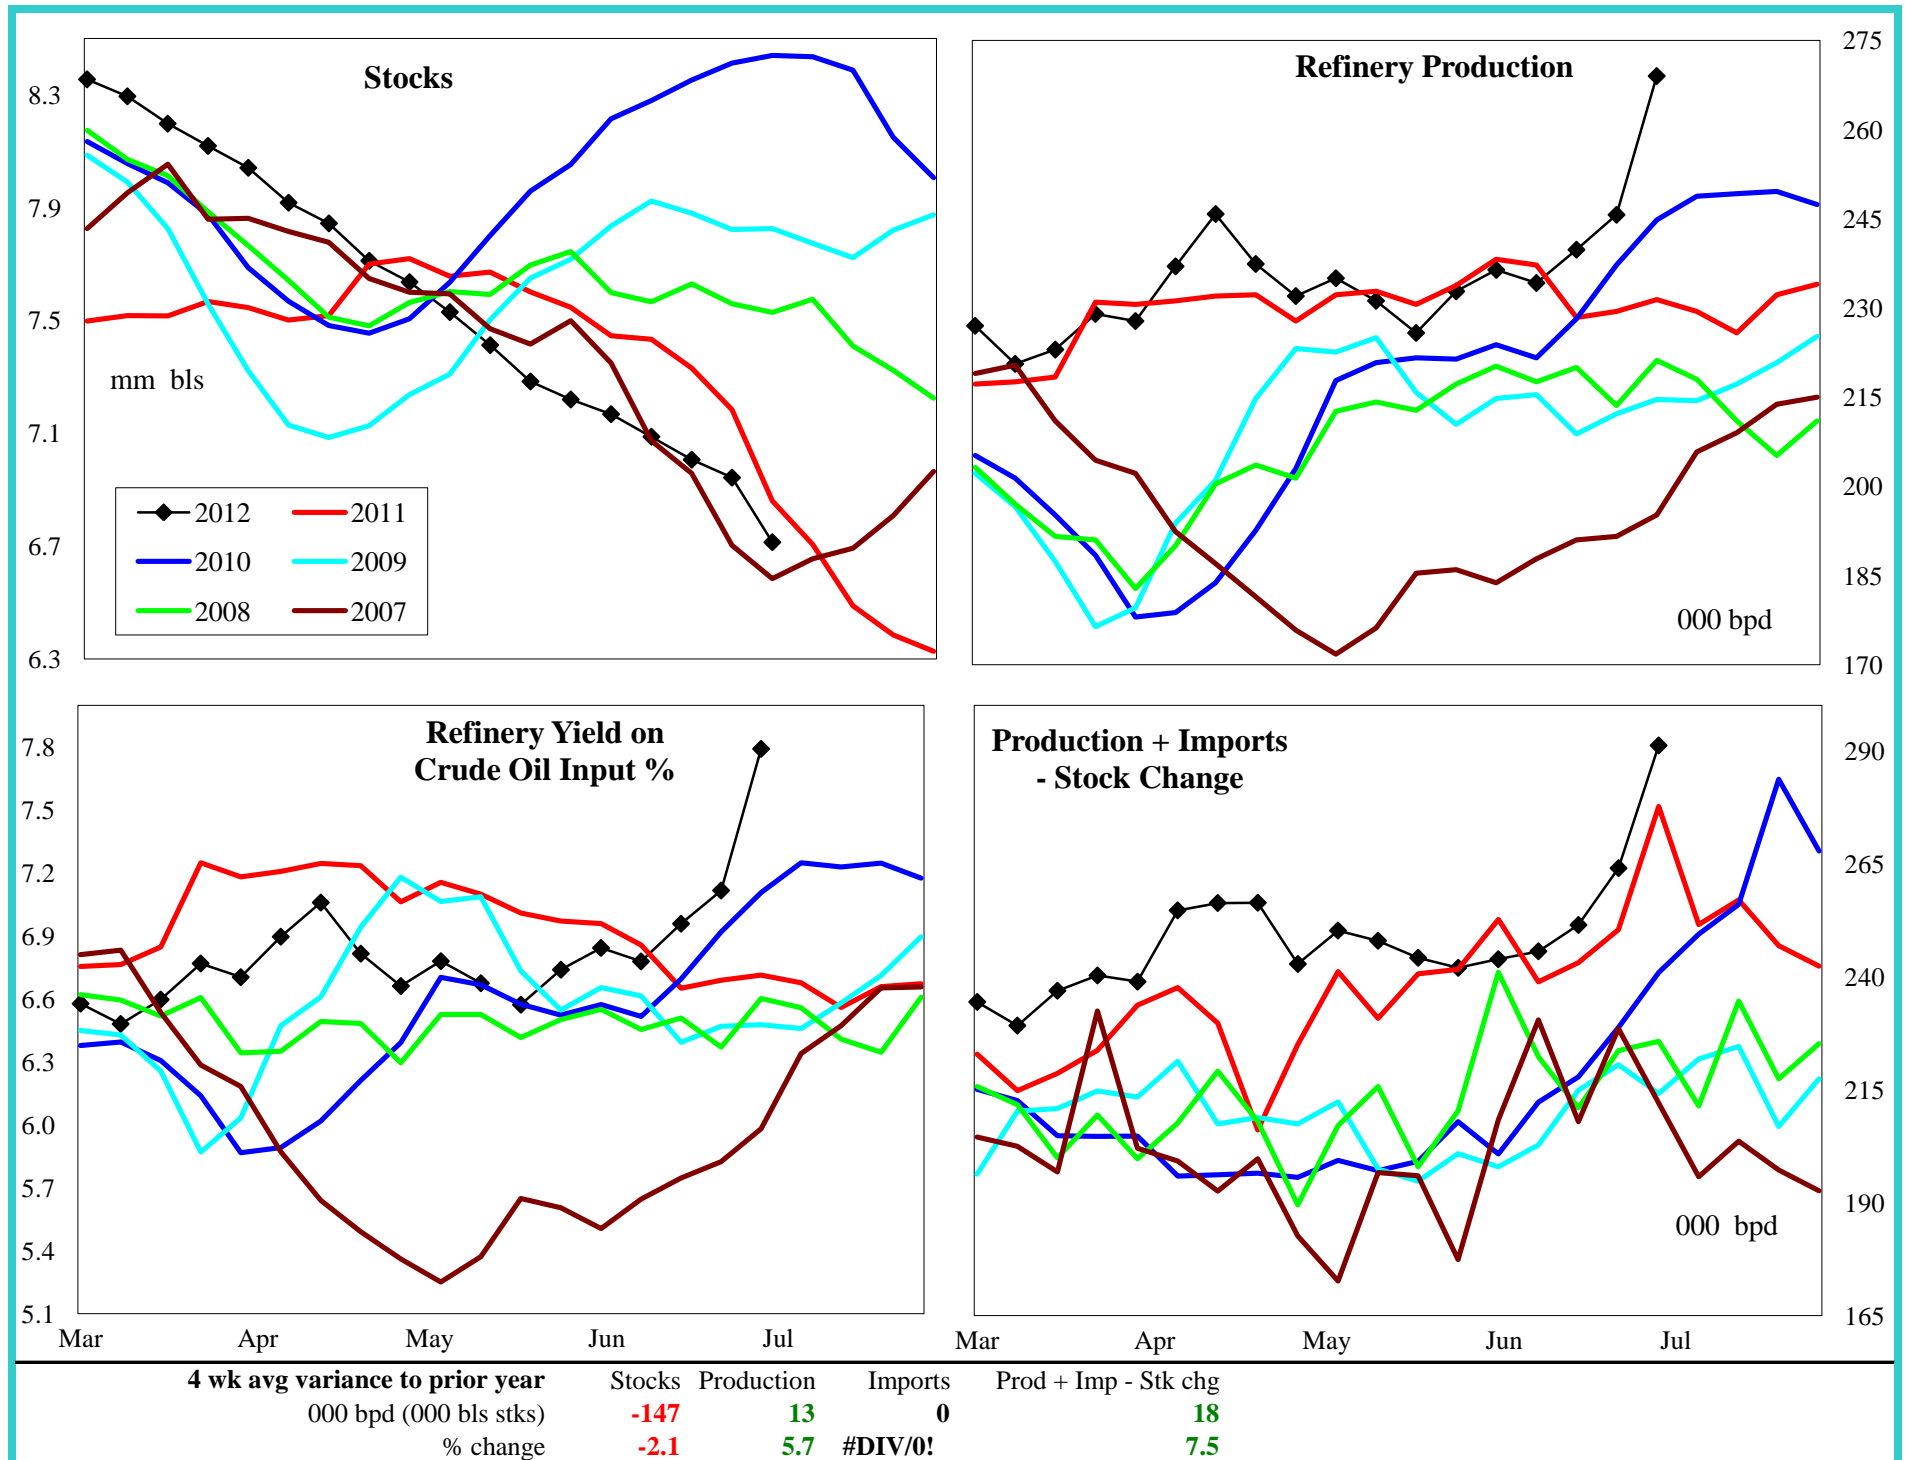 Stocks
8.3
7.9
7.5
7.1
6.7
6.3
mm bls
2012 2011
2010 2009
2008 2007
Refinery Production
275
260
245
230
215
200
185
170
000 bpd
Refinery Yield on
Crude Oil Input %
7.8
7.5
7.2
6.9
6.6
6.3
6.0
5.7
5.4
5.1
Mar Apr May Jun Jul
Production + Imports
- Stock Change
290
265
240
215
190
165
000 bpd
Mar Apr May Jun Jul
4 wk avg variance to prior year Stocks Production Imports Prod + Imp - Stk chg
000 bpd (000 bls stks) -147 13 0 18
% change -2.1 5.7 #DIV/0! 7.5